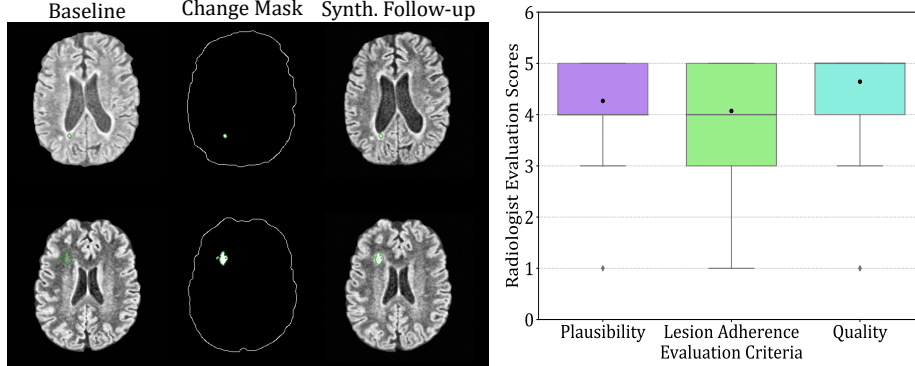 Baseline
Change Mask
Synth. Follow-up
Radiologist Evaluation Scores
6
5
4
3
2
1
0
Plausibility
Lesion Adherence
Quality
Evaluation Criteria